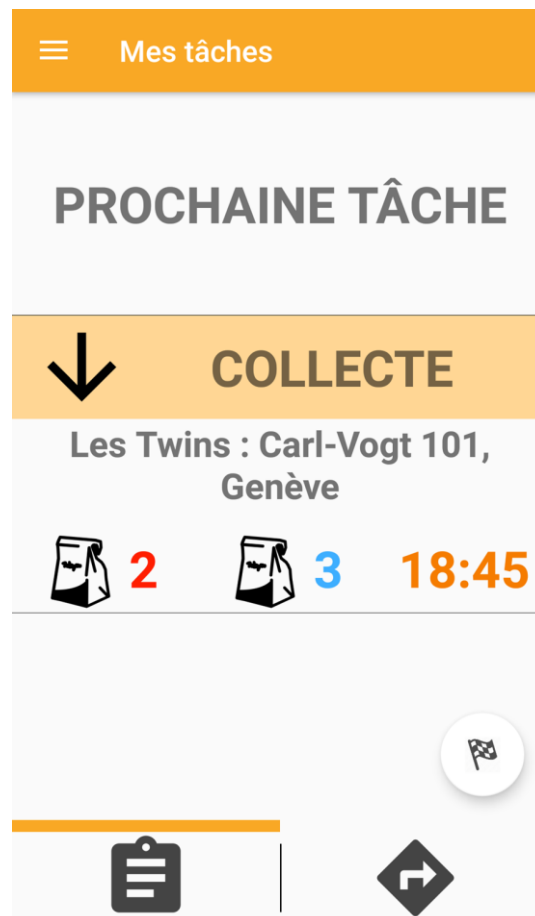 Mes tâches
PROCHAINE TÂCHE
COLLECTE
Les Twins : Carl-Vogt 101,
Genève
2 3 18:45